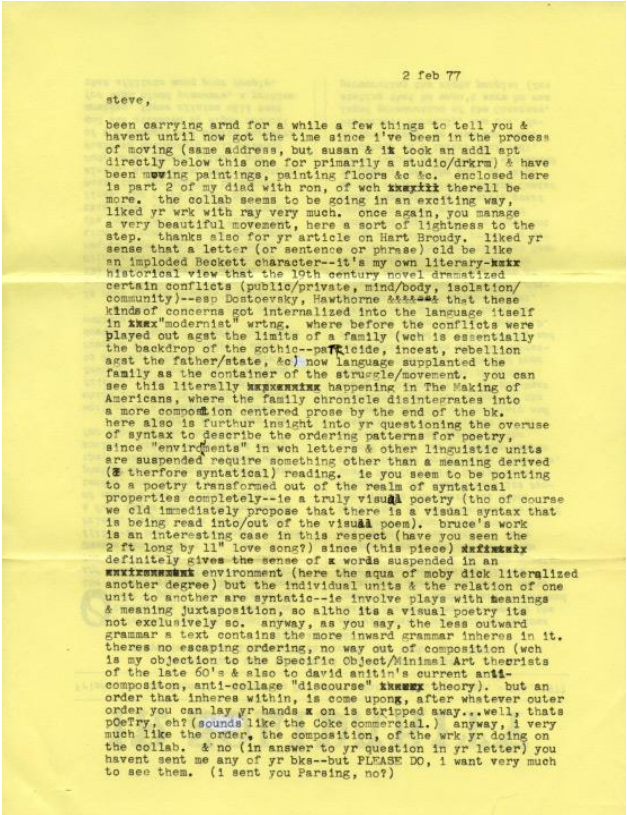 2 feb 77
steve,
been carrying arnd for a while a few things to tell you &
havent until now got the time since i've been in the process
of moving (same address, but susan & i took an addl apt
directly below this one for primarily a studio/drkrm) & have
been moving paintings, painting floors &c &c. enclosed here
is part 2 of my diad with ron, of wch therell be
more. the collab seems to be going in an exciting way,
liked yr wrk with ray very much. once again, you manage
a very beautiful movement, here a sort of lightness to the
step. thanks also for yr article on Hart Broudy. liked yr
sense that a letter (or sentence or phrase) cld be like
an imploded Beckett character--it's my own literary-
historical view that the 19th century novel dramatized
certain conflicts (public/private, mind/body, isolation/
community)--esp Dostoevsky, Hawthorne that these
kinds of concerns got internalized into the language itself
in "modernist" wrtng. where before the conflicts were
played out agst the limits of a family (wch is essentially
the backdrop of the gothic--patricide, incest, rebellion
agst the father/state, &c) now language supplanted the
family as the container of the struggle/movement. you can
see this literally happening in The Making of
Americans, where the family chronicle disintegrates into
a more compostion centered prose by the end of the bk.
here also is furthur insight into yr questioning the overuse
of syntax to describe the ordering patterns for poetry,
since "envirdments" in wch letters & other linguistic units
are suspended require something other than a meaning derived
(& therfore syntatical) reading. ie you seem to be pointing
to a poetry transformed out of the realm of syntactical
properties completely--ie a truly visual poetry (tho of course
we cld immediately propose that there is a visual syntax that
is being read into/out of the visual poem). bruce's work
is an interesting case in this respect (have you seen the
2 ft long by 11" love song?) since (this piece)
definitely gives the sense of words suspended in an
environment (here the aqua of moby dick literalized
another degree) but the individual units & the relation of one
unit to another are syntatic--ie involve plays with meanings
& meaning juxtaposition, so altho its a visual poetry its
not exclusively so. anyway, as you say, the less outward
grammar a text contains the more inward grammar inheres in it.
theres no escaping ordering, no way out of composition (wch
is my objection to the Specific Object/Minimal Art theorists
of the late 60's & also to david anitin's current anti-
compositon, anti-collage "discourse" theory). but an
order that inheres within, is come upon, after whatever outer
order you can lay yr hands on is stripped away...well, thats
pOeTry, eh? (sounds like the Coke commercial.) anyway, i very
much like the order, the composition, of the wrk yr doing on
the collab. & no (in answer to yr question in yr letter) you
havent sent me any of yr bks--but PLEASE DO, i want very much
to see them. (i sent you Parsing, no?)